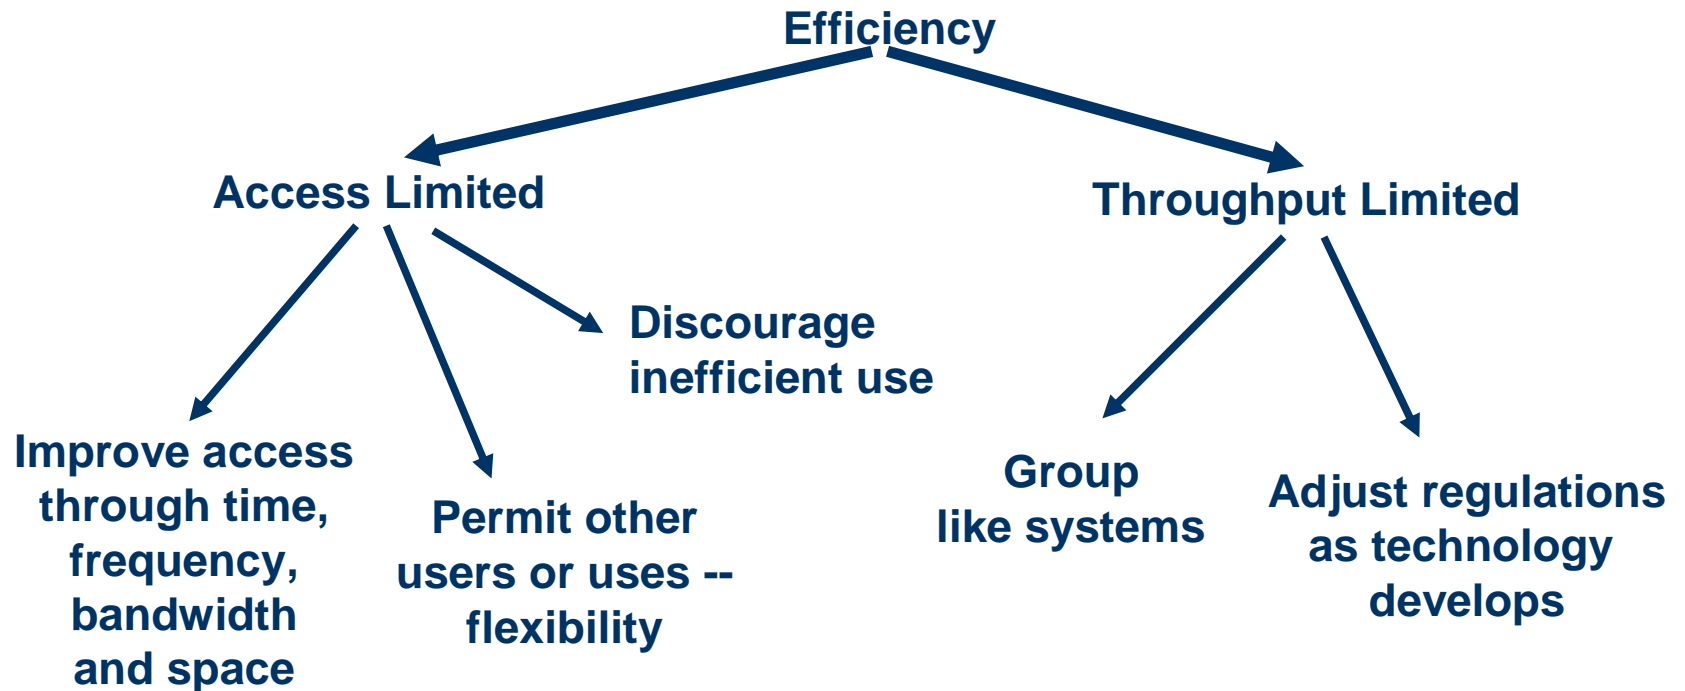 Efficiency
Access Limited
Throughput Limited
Discourage
inefficient use
Improve access
through time,
frequency,
bandwidth
and space
Permit other
users or uses --
flexibility
Group
like systems
Adjust regulations
as technology
develops